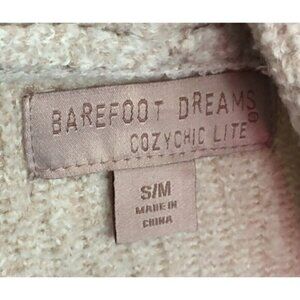 BAREFOOT DREAMS
COZYCHIC LITE®
S/M
MADE IN
CHINA